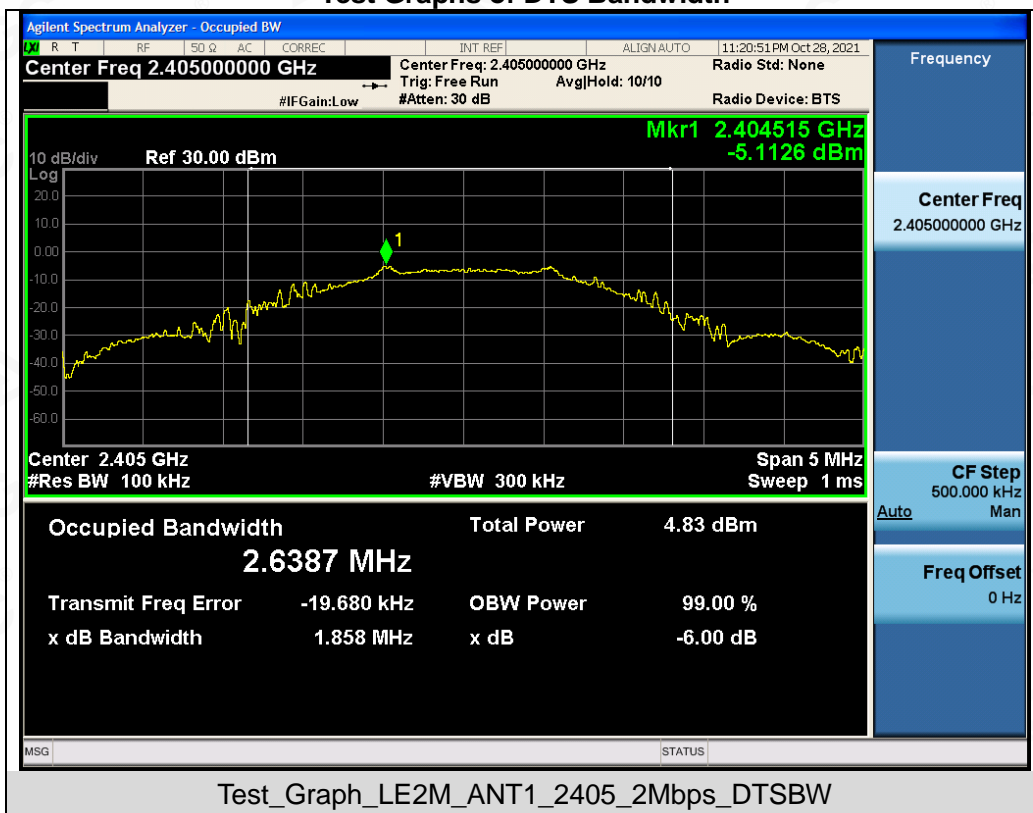 Test Graphs of DTS Bandwidth
Agilent Spectrum Analyzer - Occupied BW
LXI R T RF 50 Ω AC CORREC INT REF ALIGN AUTO 11:20:51 PM Oct 28, 2021
Center Freq 2.405000000 GHz Center Freq: 2.405000000 GHz Radio Std: None
Trig: Free Run Avg|Hold: 10/10
#IFGain:Low #Atten: 30 dB Radio Device: BTS
Frequency
Mkr1 2.404515 GHz
-5.1126 dBm
10 dB/div Ref 30.00 dBm
Log
20.0
10.0
0.00
-10.0
-20.0
-30.0
-40.0
-50.0
-60.0
1
Center 2.405 GHz Span 5 MHz
#Res BW 100 kHz #VBW 300 kHz Sweep 1 ms
Center Freq
2.405000000 GHz
CF Step
500.000 kHz
Auto Man
Freq Offset
0 Hz
Occupied Bandwidth Total Power 4.83 dBm
2.6387 MHz
Transmit Freq Error -19.680 kHz OBW Power 99.00 %
x dB Bandwidth 1.858 MHz x dB -6.00 dB
MSG STATUS
Test_Graph_LE2M_ANT1_2405_2Mbps_DTSBW